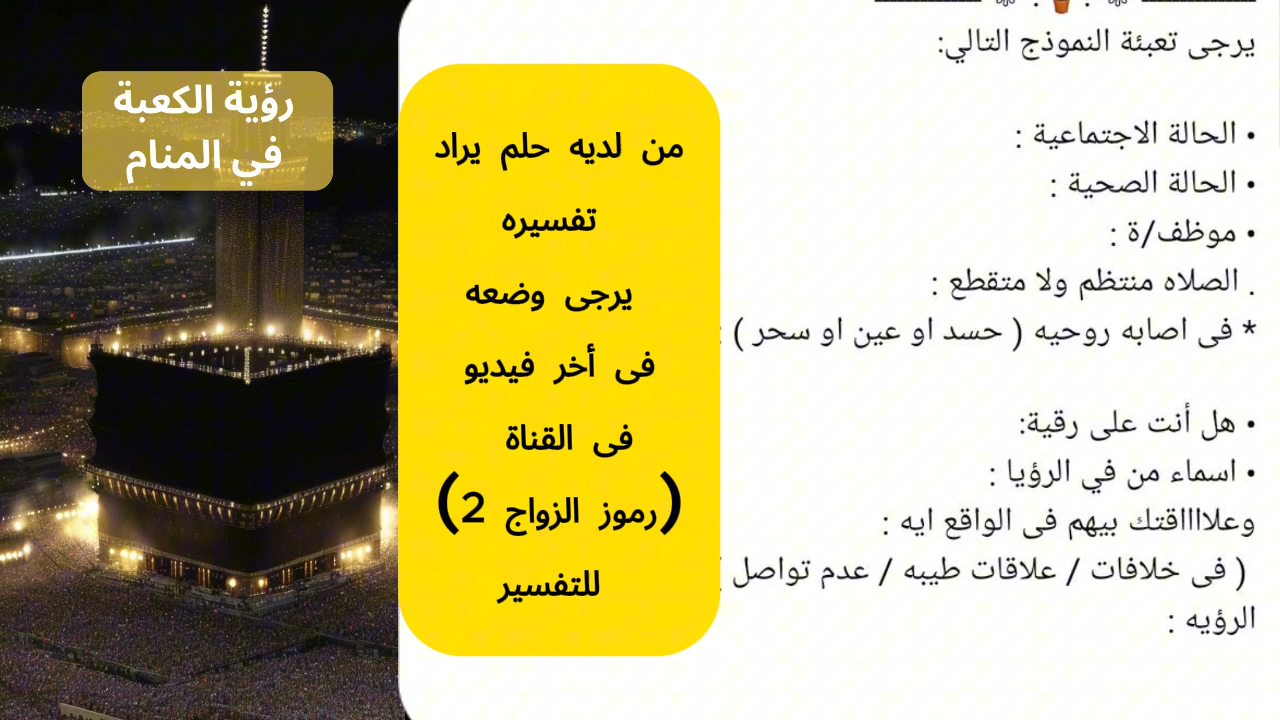 يرجى تعبئة النموذج التالي:
• الحالة الاجتماعية :
• الحالة الصحية :
• موظف/ة :
. الصلاه منتظم ولا متقطع :
* فى اصابه روحيه ( حسد او عين او سحر ) :
• هل أنت على رقية:
• اسماء من في الرؤيا :
وعلااااقتك بيهم فى الواقع ايه :
( فى خلافات / علاقات طيبه / عدم تواصل )
الرؤيه :
من لديه حلم يراد
تفسيره
يرجى وضعه
فى أخر فيديو
فى القناة
(رموز الزواج 2)
للتفسير
رؤية الكعبة
في المنام